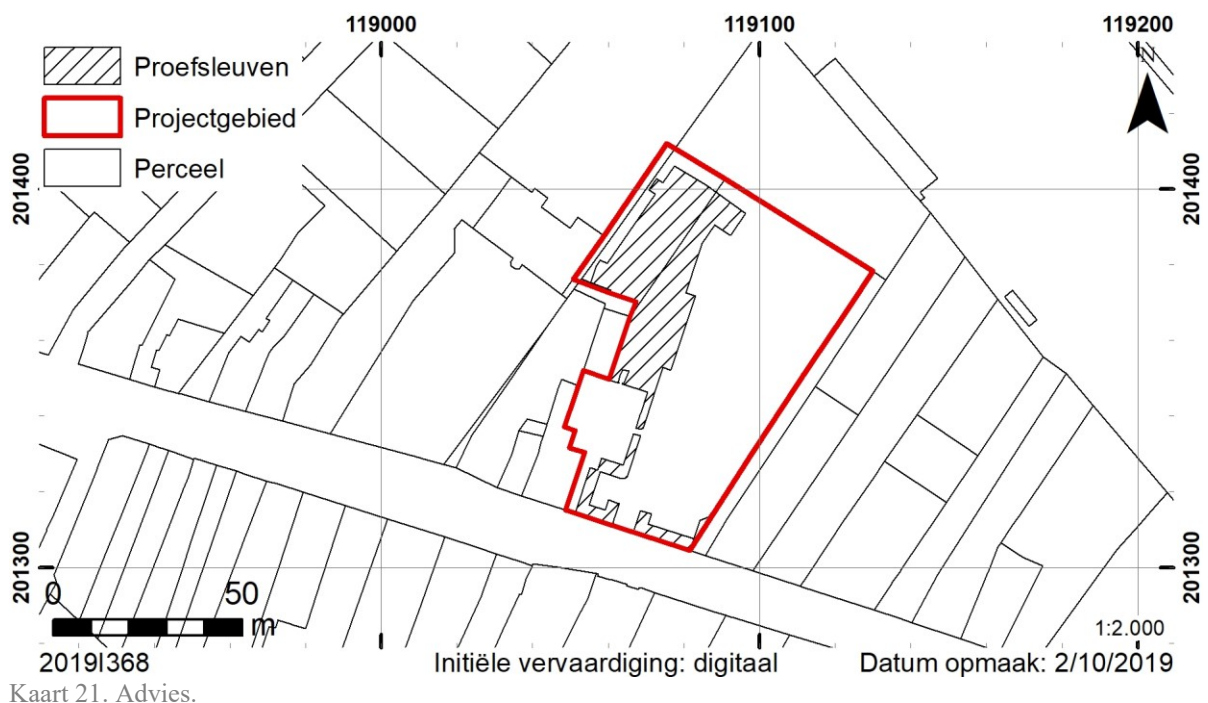 119000 119100 119200
Proefsleuven
Projectgebied
Perceel
N
201400 201400
201300 201300
0 50
m
1:2.000
2019I368 Initiële vervaardiging: digitaal Datum opmaak: 2/10/2019
Kaart 21. Advies.